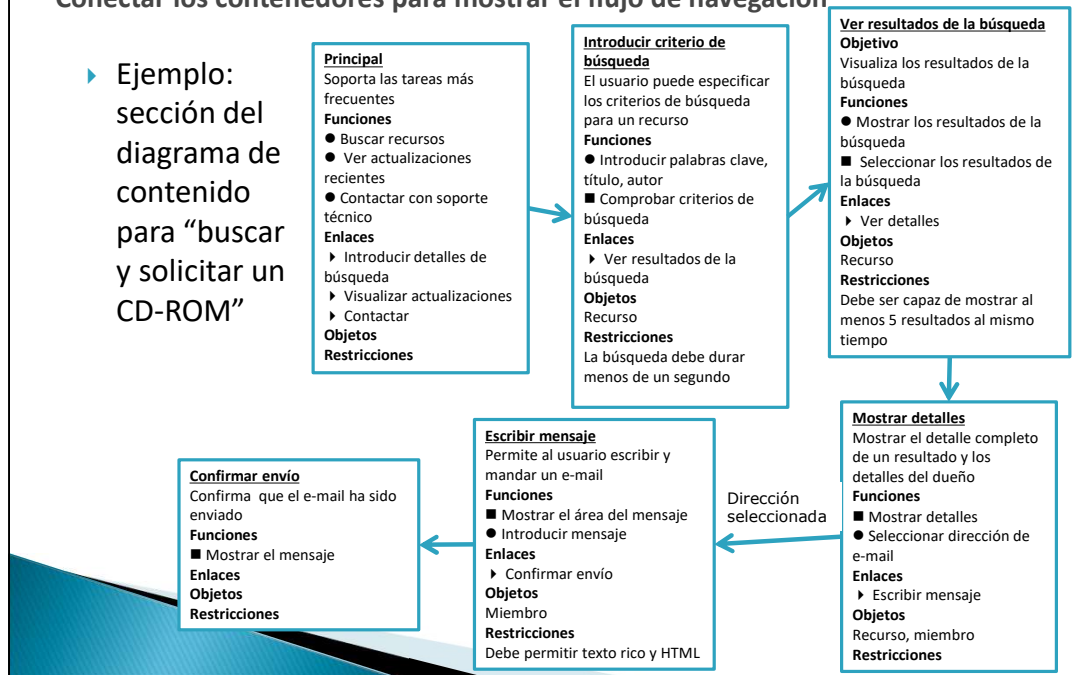 Conectar los contenedores para mostrar el flujo de navegación
Ejemplo:
sección del
diagrama de
contenido
para “buscar
y solicitar un
CD-ROM”
Principal
Soporta las tareas más
frecuentes
Funciones
● Buscar recursos
● Ver actualizaciones
recientes
● Contactar con soporte
técnico
Enlaces
▸ Introducir detalles de
búsqueda
▸ Visualizar actualizaciones
▸ Contactar
Objetos
Restricciones
Introducir criterio de
búsqueda
El usuario puede especificar
los criterios de búsqueda
para un recurso
Funciones
● Introducir palabras clave,
título, autor
■ Comprobar criterios de
búsqueda
Enlaces
▸ Ver resultados de la
búsqueda
Objetos
Recurso
Restricciones
La búsqueda debe durar
menos de un segundo
Ver resultados de la búsqueda
Objetivo
Visualiza los resultados de la
búsqueda
Funciones
● Mostrar los resultados de la
búsqueda
■ Seleccionar los resultados de
la búsqueda
Enlaces
▸ Ver detalles
Objetos
Recurso
Restricciones
Debe ser capaz de mostrar al
menos 5 resultados al mismo
tiempo
Mostrar detalles
Mostrar el detalle completo
de un resultado y los
detalles del dueño
Funciones
■ Mostrar detalles
● Seleccionar dirección de
e-mail
Enlaces
▸ Escribir mensaje
Objetos
Recurso, miembro
Restricciones
Dirección
seleccionada
Escribir mensaje
Permite al usuario escribir y
mandar un e-mail
Funciones
■ Mostrar el área del mensaje
● Introducir mensaje
Enlaces
▸ Confirmar envío
Objetos
Miembro
Restricciones
Debe permitir texto rico y HTML
Confirmar envío
Confirma que el e-mail ha sido
enviado
Funciones
■ Mostrar el mensaje
Enlaces
Objetos
Restricciones